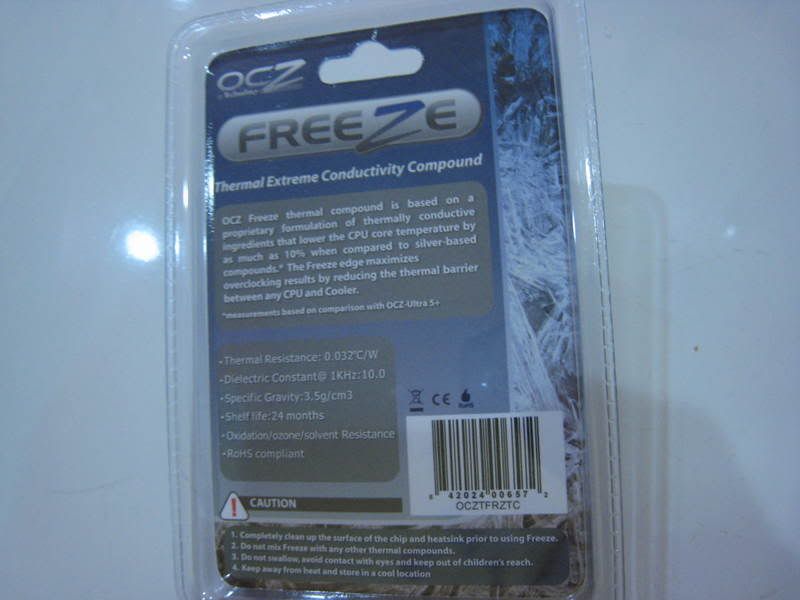 OCZ
Technology
FREEZE
Thermal Extreme Conductivity Compound
OCZ Freeze thermal compound is based on a
proprietary formulation of thermally conductive
ingredients that lower the CPU core temperature by
as much as 10% when compared to silver-based
compounds.* The Freeze edge maximizes
overclocking results by reducing the thermal barrier
between any CPU and Cooler.
*measurements based on comparison with OCZ-Ultra 5+
•Thermal Resistance: 0.032°C/W
•Dielectric Constant@ 1KHz:10.0
•Specific Gravity:3.5g/cm3
•Shelf life:24 months
•Oxidation/ozone/solvent Resistance
•RoHS compliant
CE
RoHS
8 42024 00657 2
OCZTFRZTC
! CAUTION
1. Completely clean up the surface of the chip and heatsink prior to using Freeze.
2. Do not mix Freeze with any other thermal compounds.
3. Do not swallow, avoid contact with eyes and keep out of children's reach.
4. Keep away from heat and store in a cool location